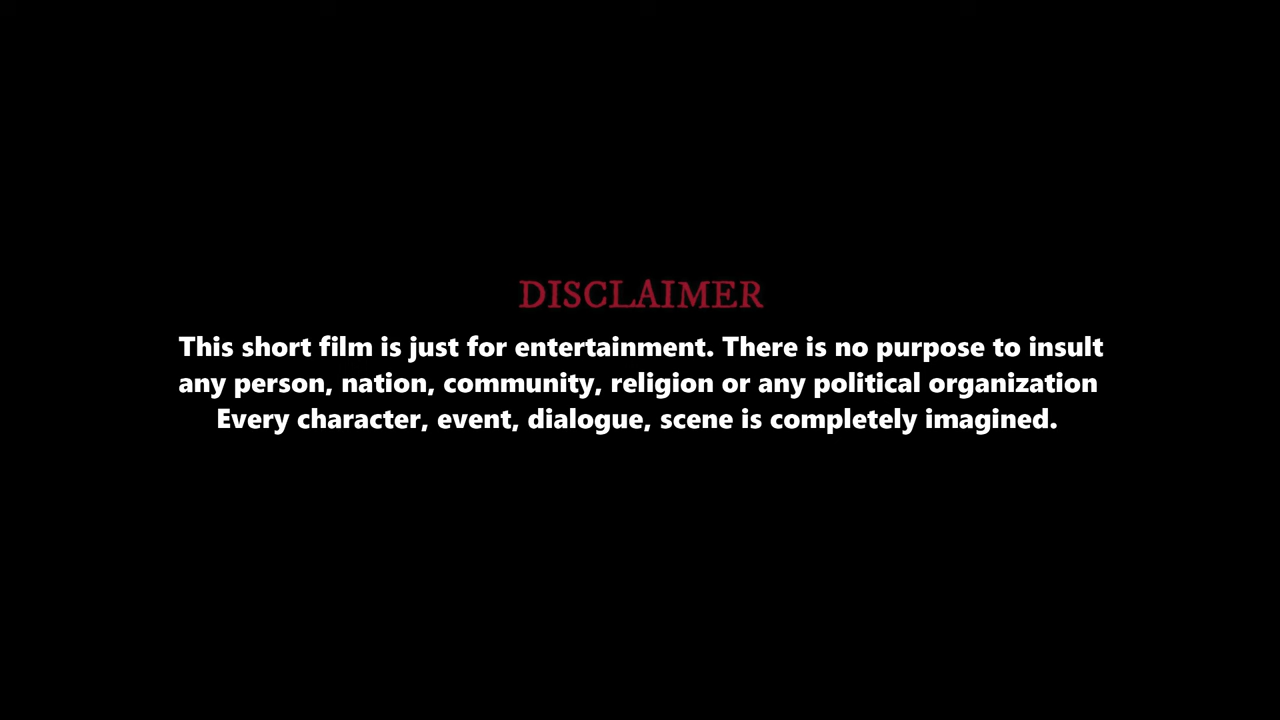 DISCLAIMER
This short film is just for entertainment. There is no purpose to insult
any person, nation, community, religion or any political organization
Every character, event, dialogue, scene is completely imagined.